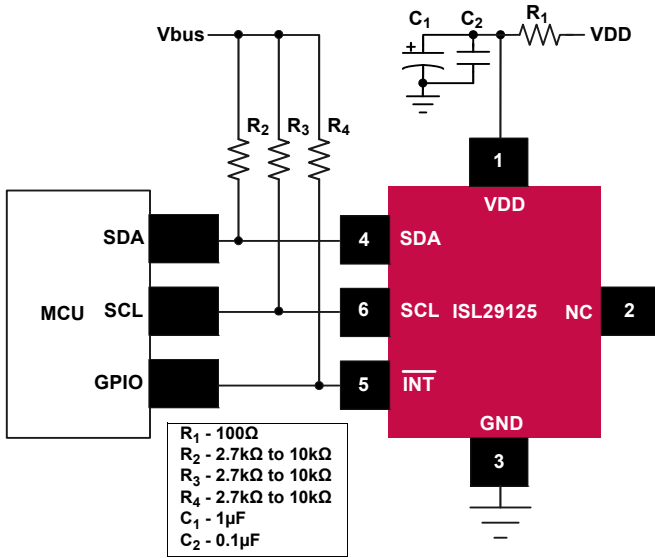 Vbus
C1
C2
R1
VDD
+
R2
R3
R4
1
VDD
MCU
SDA
SCL
GPIO
4
SDA
6
SCL
ISL29125
NC
2
5
INT
GND
3
R1 - 100Ω
R2 - 2.7kΩ to 10kΩ
R3 - 2.7kΩ to 10kΩ
R4 - 2.7kΩ to 10kΩ
C1 - 1µF
C2 - 0.1µF